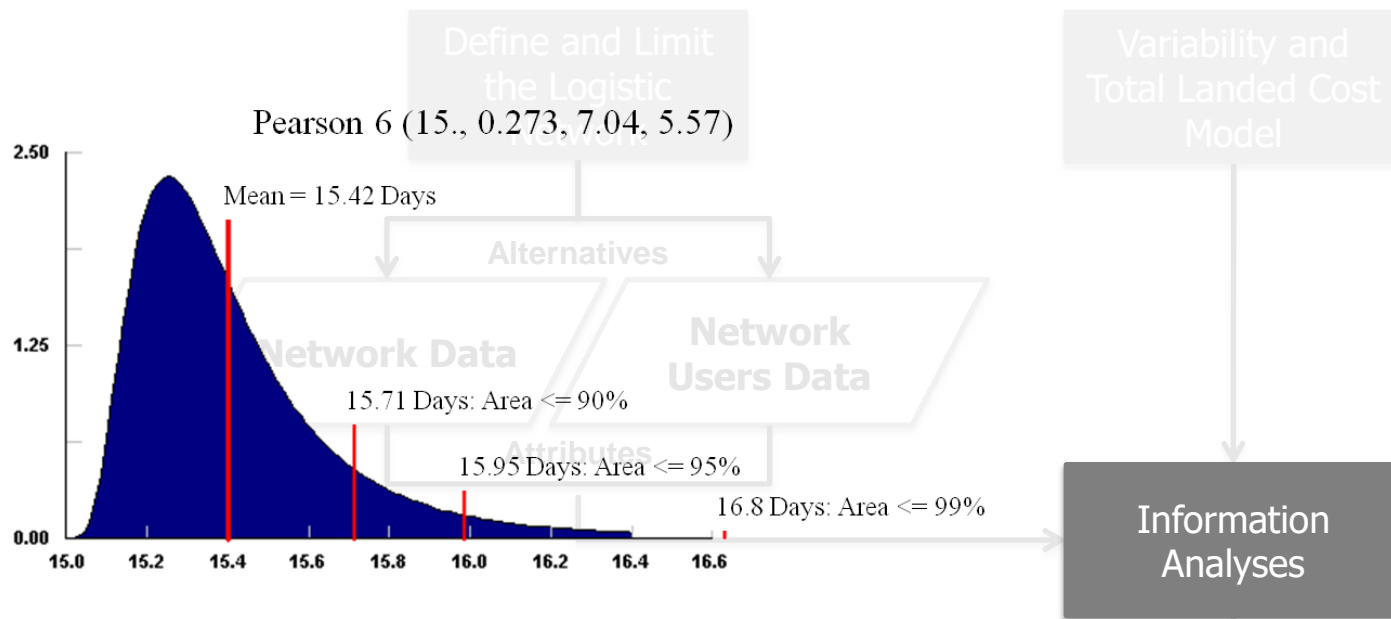 Define and Limit
the Logistic
Network
Variability and
Total Landed Cost
Model
Pearson 6 (15., 0.273, 7.04, 5.57)
2.50
Mean = 15.42 Days
Alternatives
1.25
Network Data
Network
Users Data
15.71 Days: Area <= 90%
Attributes
15.95 Days: Area <= 95%
16.8 Days: Area <= 99%
Information
Analyses
0.00
15.0 15.2 15.4 15.6 15.8 16.0 16.2 16.4 16.6